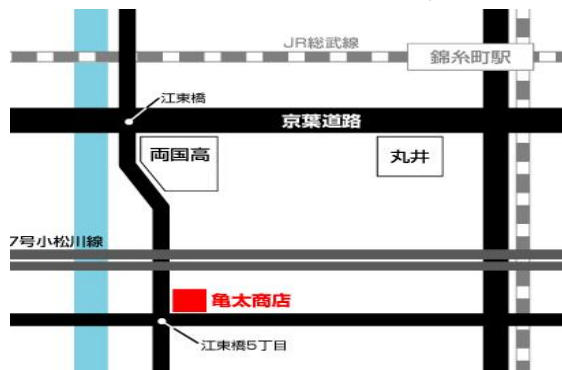 JR総武線
錦糸町駅
江東橋
京葉道路
両国高
丸井
7号小松川線
亀太商店
江東橋5丁目